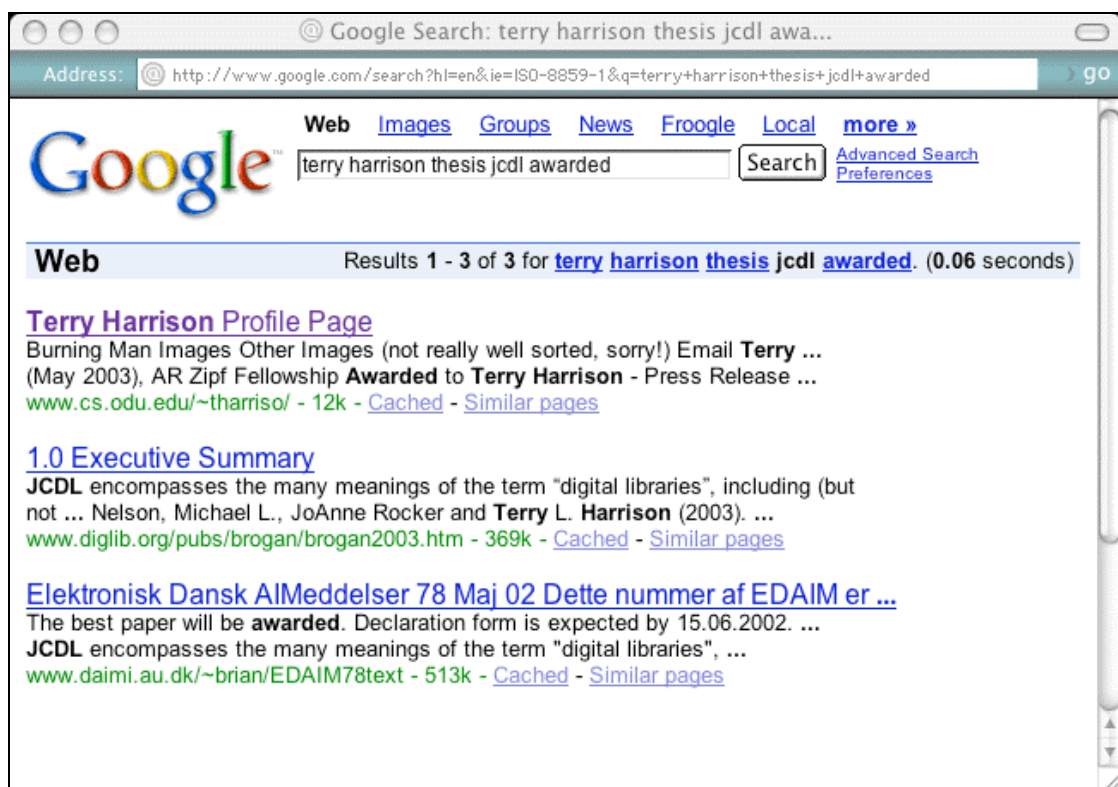 Google Search: terry harrison thesis jcdl awa...
Address: http://www.google.com/search?hl=en&ie=ISO-8859-1&q=terry+harrison+thesis+jcdl+awarded go
Web Images Groups News Froogle Local more »
Google™ terry harrison thesis jcdl awarded Search Advanced Search
Preferences
Web Results 1 - 3 of 3 for terry harrison thesis jcdl awarded. (0.06 seconds)
Terry Harrison Profile Page
Burning Man Images Other Images (not really well sorted, sorry!) Email Terry ...
(May 2003), AR Zipf Fellowship Awarded to Terry Harrison - Press Release ...
www.cs.odu.edu/~tharriso/ - 12k - Cached - Similar pages
1.0 Executive Summary
JCDL encompasses the many meanings of the term “digital libraries”, including (but
not ... Nelson, Michael L., JoAnne Rocker and Terry L. Harrison (2003). ...
www.diglib.org/pubs/brogan/brogan2003.htm - 369k - Cached - Similar pages
Elektronisk Dansk AIMeddelser 78 Maj 02 Dette nummer af EDAIM er ...
The best paper will be awarded. Declaration form is expected by 15.06.2002. ...
JCDL encompasses the many meanings of the term "digital libraries", ...
www.daimi.au.dk/~brian/EDAIM78text - 513k - Cached - Similar pages